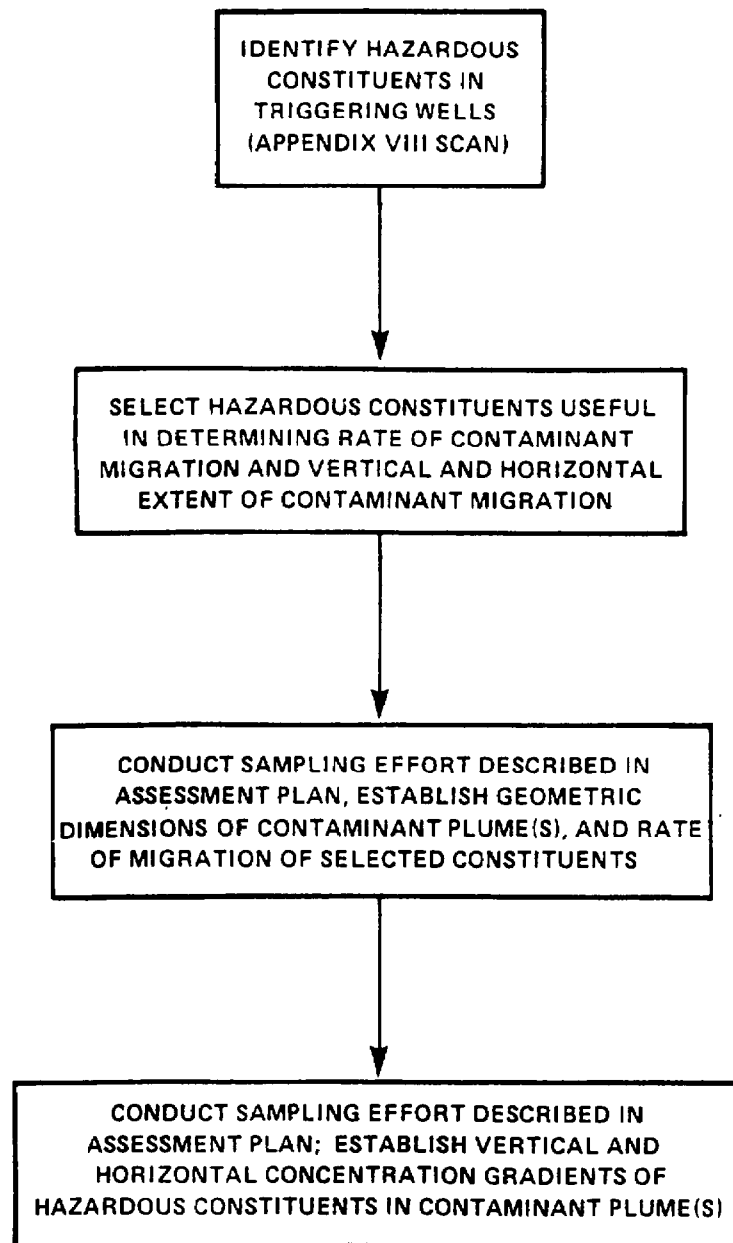 IDENTIFY HAZARDOUS
CONSTITUENTS IN
TRIGGERING WELLS
(APPENDIX VIII SCAN)
SELECT HAZARDOUS CONSTITUENTS USEFUL
IN DETERMINING RATE OF CONTAMINANT
MIGRATION AND VERTICAL AND HORIZONTAL
EXTENT OF CONTAMINANT MIGRATION
CONDUCT SAMPLING EFFORT DESCRIBED IN
ASSESSMENT PLAN, ESTABLISH GEOMETRIC
DIMENSIONS OF CONTAMINANT PLUME(S), AND RATE
OF MIGRATION OF SELECTED CONSTITUENTS
CONDUCT SAMPLING EFFORT DESCRIBED IN
ASSESSMENT PLAN; ESTABLISH VERTICAL AND
HORIZONTAL CONCENTRATION GRADIENTS OF
HAZARDOUS CONSTITUENTS IN CONTAMINANT PLUME(S)